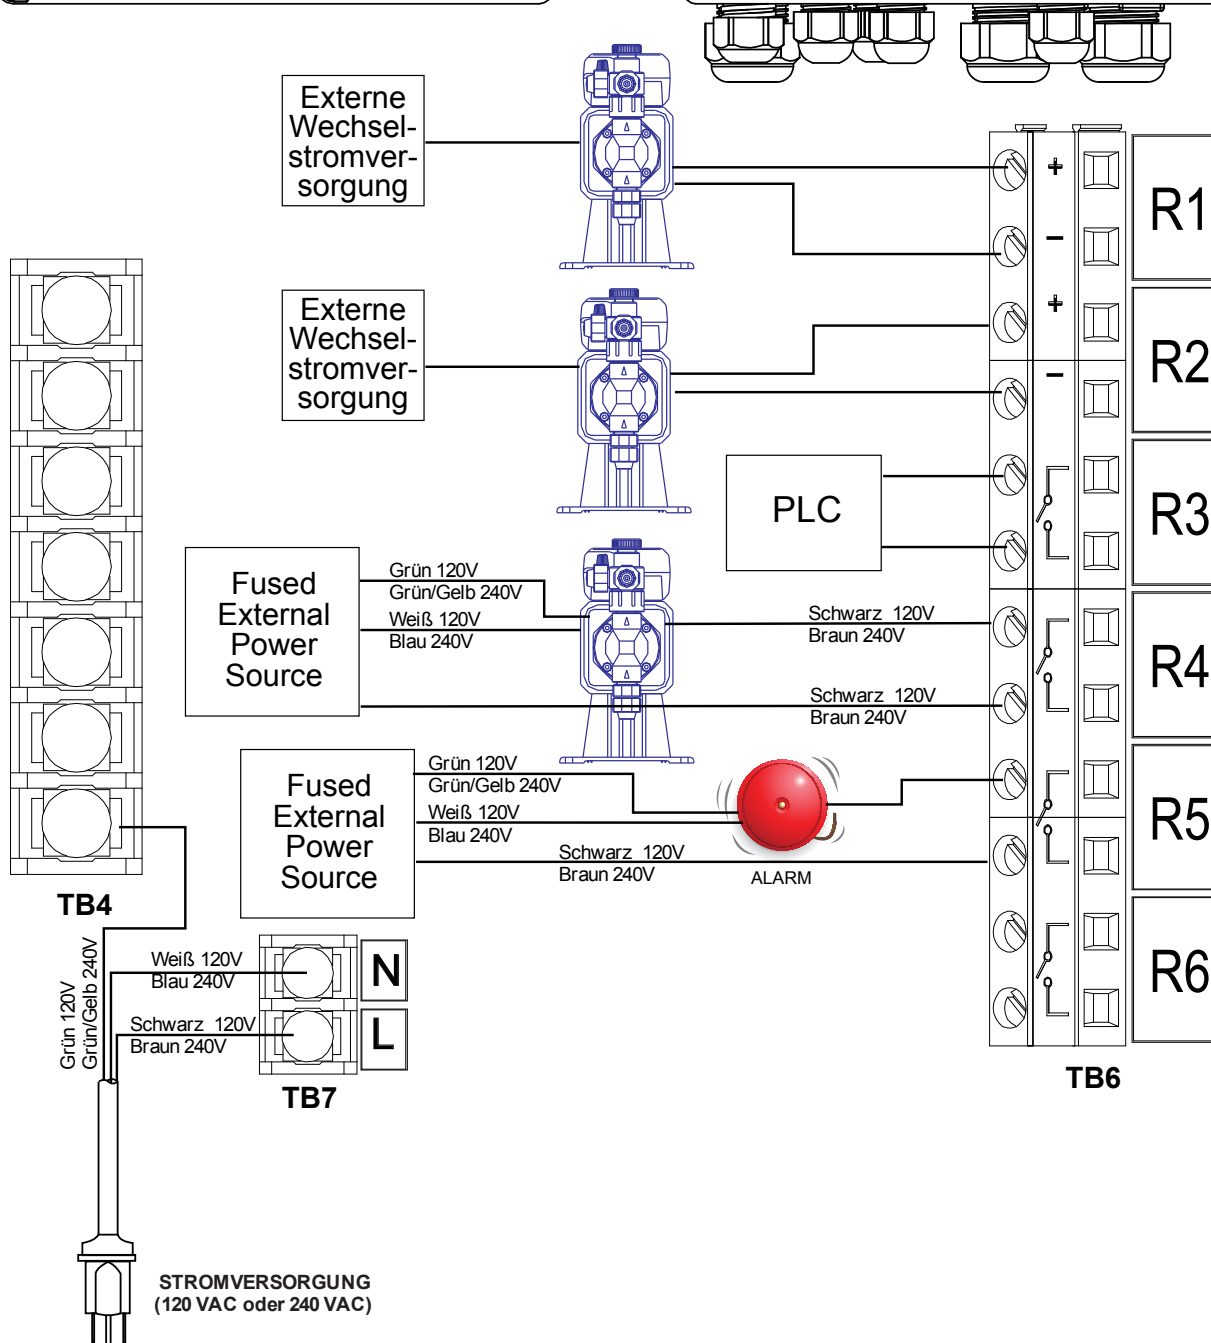 Externe
Wechsel-
stromver-
sorgung
+
R1
–
Externe
Wechsel-
stromver-
sorgung
+
R2
–
PLC
R3
Fused
External
Power
Source
Grün 120V
Grün/Gelb 240V
Weiß 120V
Blau 240V
Schwarz 120V
Braun 240V
R4
Schwarz 120V
Braun 240V
Fused
External
Power
Source
Grün 120V
Grün/Gelb 240V
Weiß 120V
Blau 240V
Schwarz 120V
Braun 240V
ALARM
R5
TB4
R6
Grün 120V
Grün/Gelb 240V
Weiß 120V
Blau 240V
N
Schwarz 120V
Braun 240V
L
TB7
TB6
STROMVERSORGUNG
(120 VAC oder 240 VAC)